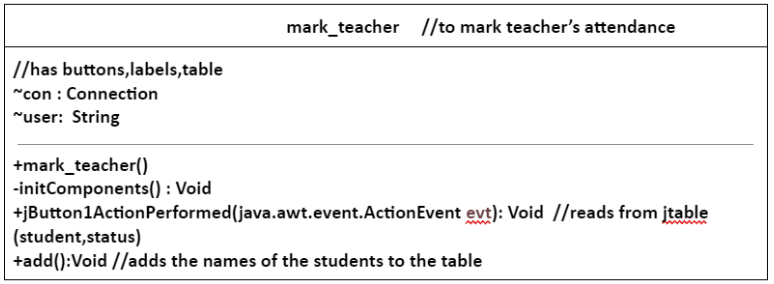 mark_teacher //to mark teacher’s attendance
//has buttons,labels,table
~con : Connection
~user: String
+mark_teacher()
-initComponents() : Void
+jButton1ActionPerformed(java.awt.event.ActionEvent evt): Void //reads from jtable
(student,status)
+add():Void //adds the names of the students to the table